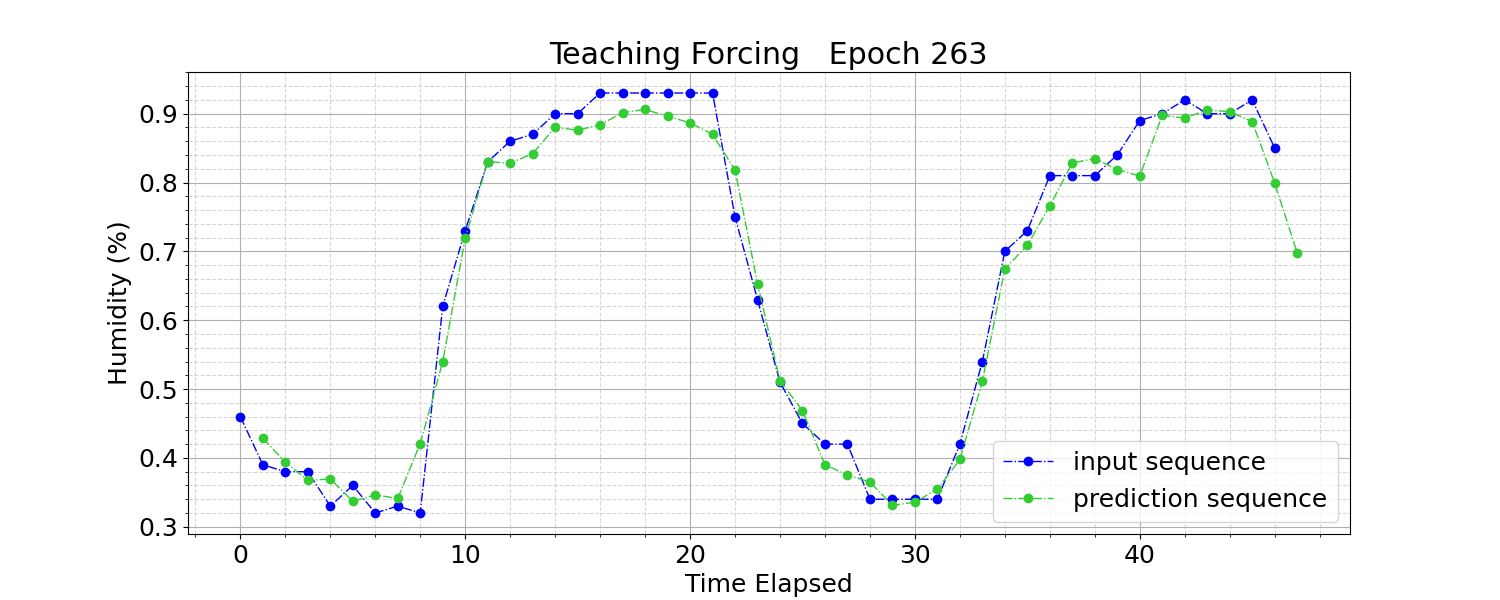 Teaching Forcing   Epoch 263
Humidity (%)
0.9
0.8
0.7
0.6
0.5
0.4
0.3
0 10 20 30 40
Time Elapsed
input sequence
prediction sequence